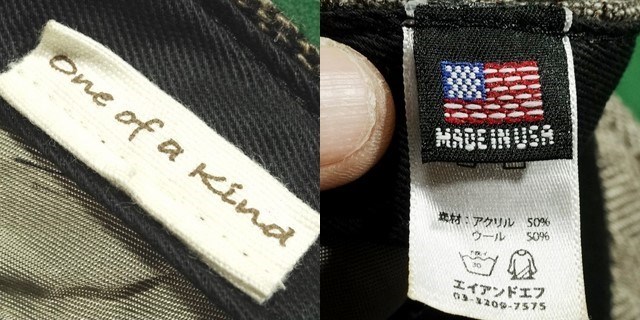 One of a Kind
MADE IN USA
素材：アクリル 50%
ウール 50%
エイアンドエフ
03-3209-7575